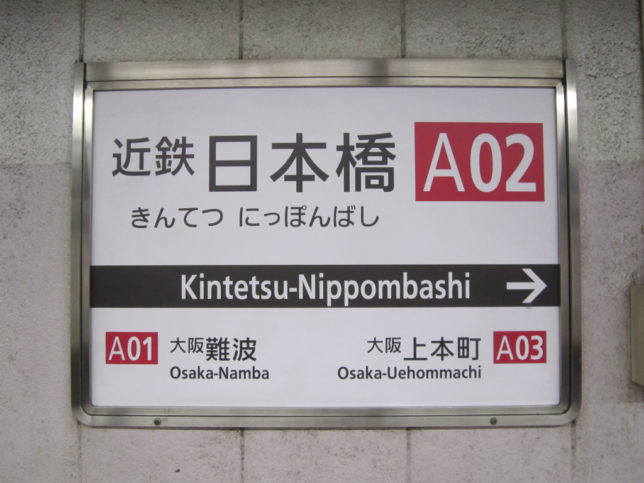 近鉄 日本橋 A02
きんてつ にっぽんばし
Kintetsu-Nippombashi →
A01 大阪難波 大阪上本町 A03
Osaka-Namba Osaka-Uehommachi